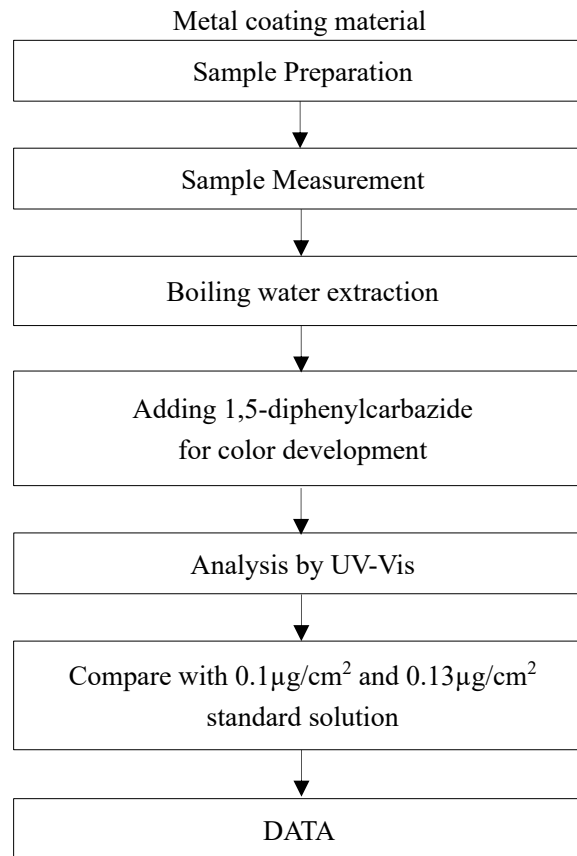 Metal coating material
Sample Preparation
Sample Measurement
Boiling water extraction
Adding 1,5-diphenylcarbazide
for color development
Analysis by UV-Vis
Compare with 0.1µg/cm² and 0.13µg/cm²
standard solution
DATA